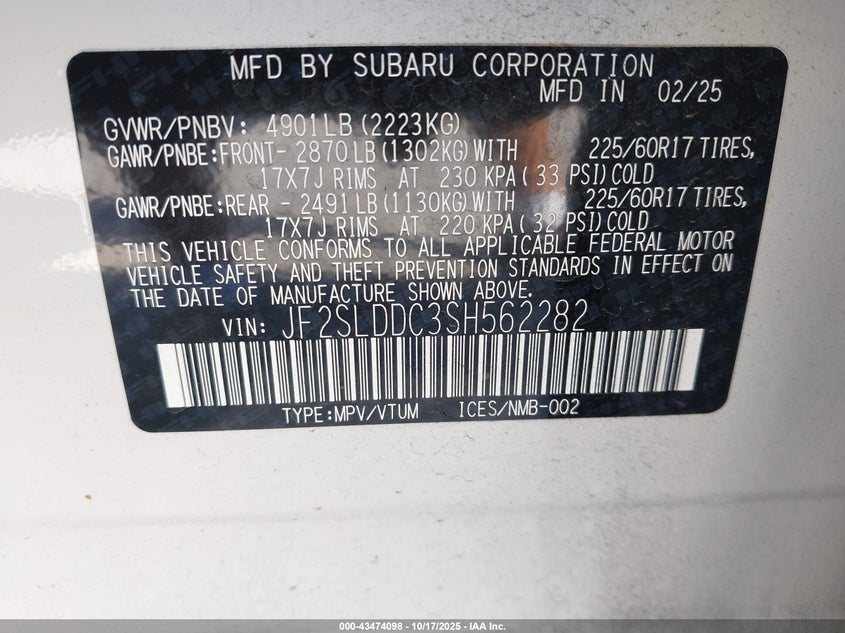 MFD BY SUBARU CORPORATION
MFD IN 02/25
GVWR/PNBV: 4901LB(2223KG)
GAWR/PNBE:FRONT- 2870LB(1302KG)WITH 225/60R17 TIRES,
17X7J RIMS AT 230 KPA( 33 PSI)COLD
GAWR/PNBE:REAR - 2491LB(1130KG)WITH 225/60R17 TIRES,
17X7J RIMS AT 220 KPA( 32 PSI)COLD
THIS VEHICLE CONFORMS TO ALL APPLICABLE FEDERAL MOTOR
VEHICLE SAFETY AND THEFT PREVENTION STANDARDS IN EFFECT ON
THE DATE OF MANUFACTURE SHOWN ABOVE.
VIN: JF2SLDDC3SH562282
TYPE:MPV/VTUM ICES/NMB-002
000-43474098 - 10/17/2025 - IAA Inc.